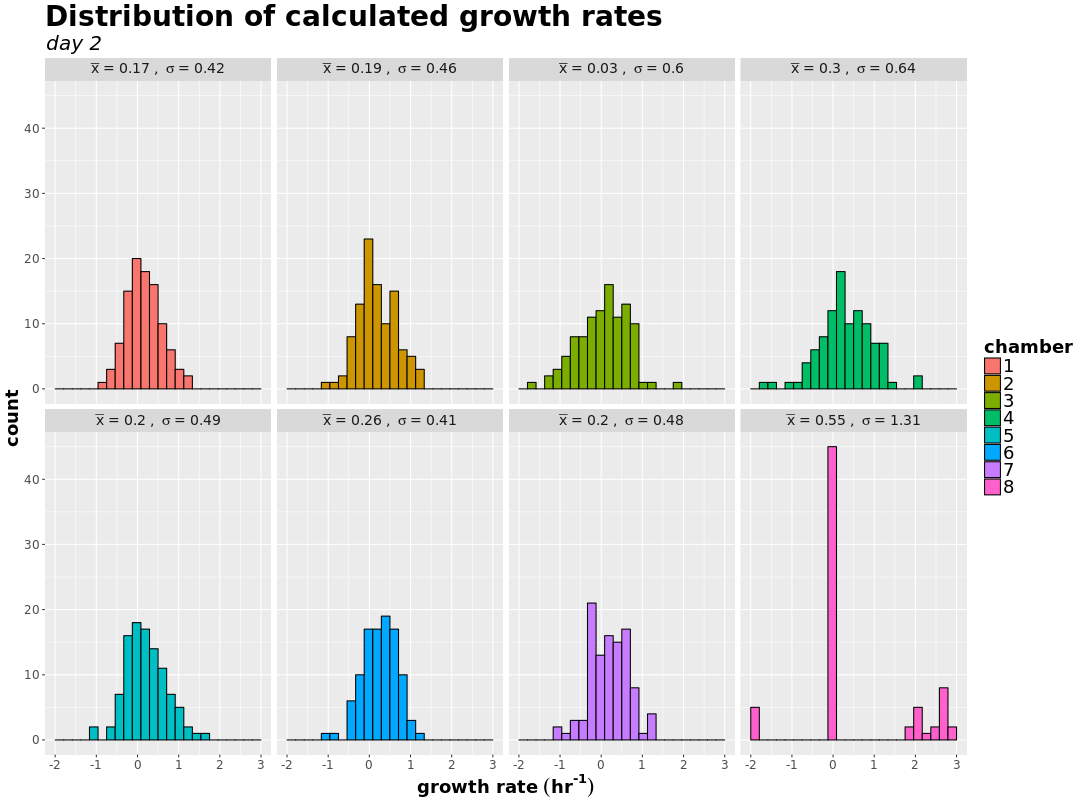 Distribution of calculated growth rates
day 2
x̅ = 0.17 , σ = 0.42
x̅ = 0.19 , σ = 0.46
x̅ = 0.03 , σ = 0.6
x̅ = 0.3 , σ = 0.64
40
30
20
10
0
x̅ = 0.2 , σ = 0.49
x̅ = 0.26 , σ = 0.41
x̅ = 0.2 , σ = 0.48
x̅ = 0.55 , σ = 1.31
40
30
20
10
0
-2 -1 0 1 2 3
-2 -1 0 1 2 3
-2 -1 0 1 2 3
-2 -1 0 1 2 3
count
growth rate (hr⁻¹)
chamber
1
2
3
4
5
6
7
8